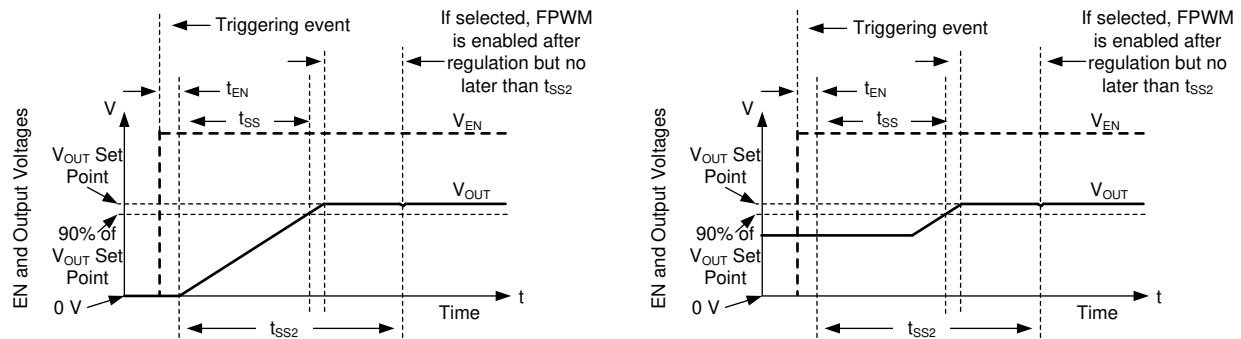 Triggering event
If selected, FPWM
is enabled after
regulation but no
later than tSS2
tEN
V
tSS
VEN
VOUT Set
Point
VOUT
90% of
VOUT Set
Point
0 V
t
Time
tSS2
EN and Output Voltages
Triggering event
If selected, FPWM
is enabled after
regulation but no
later than tSS2
tEN
V
tSS
VEN
VOUT Set
Point
VOUT
90% of
VOUT Set
Point
0 V
t
Time
tSS2
EN and Output Voltages